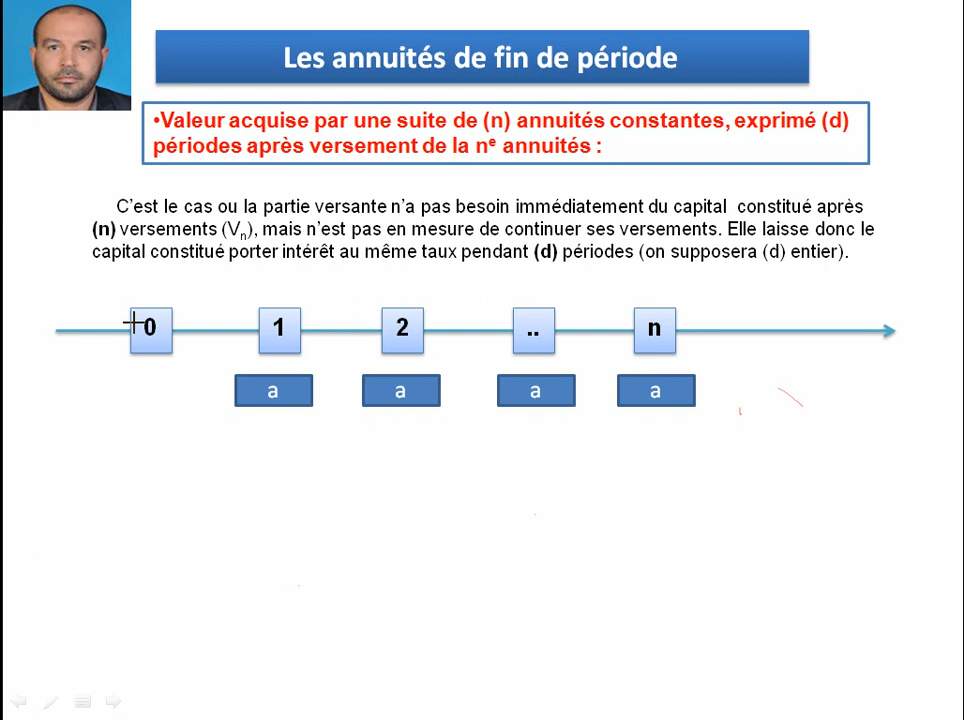 Les annuités de fin de période
•Valeur acquise par une suite de (n) annuités constantes, exprimé (d)
périodes après versement de la nᵉ annuités :
C'est le cas ou la partie versante n'a pas besoin immédiatement du capital constitué après
(n) versements (Vₙ), mais n'est pas en mesure de continuer ses versements. Elle laisse donc le
capital constitué porter intérêt au même taux pendant (d) périodes (on supposera (d) entier).
0 1 2 .. n
a a a a